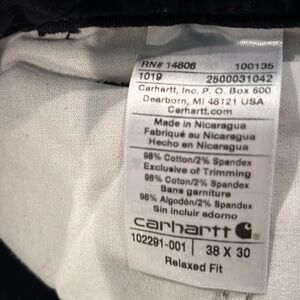 RN# 14806 100135
1019 2500031042
Carhartt, Inc. P.O. Box 600
Dearborn, MI 48121 USA
Carhartt.com
Made in Nicaragua
Fabriqué au Nicaragua
Hecho en Nicaragua
98% Cotton/2% Spandex
Exclusive of Trimming
98% Coton/2% Spandex
Sans garniture
98% Algodón/2% Spandex
Sin incluir adorno
carhartt
102291-001 38 X 30
Relaxed Fit